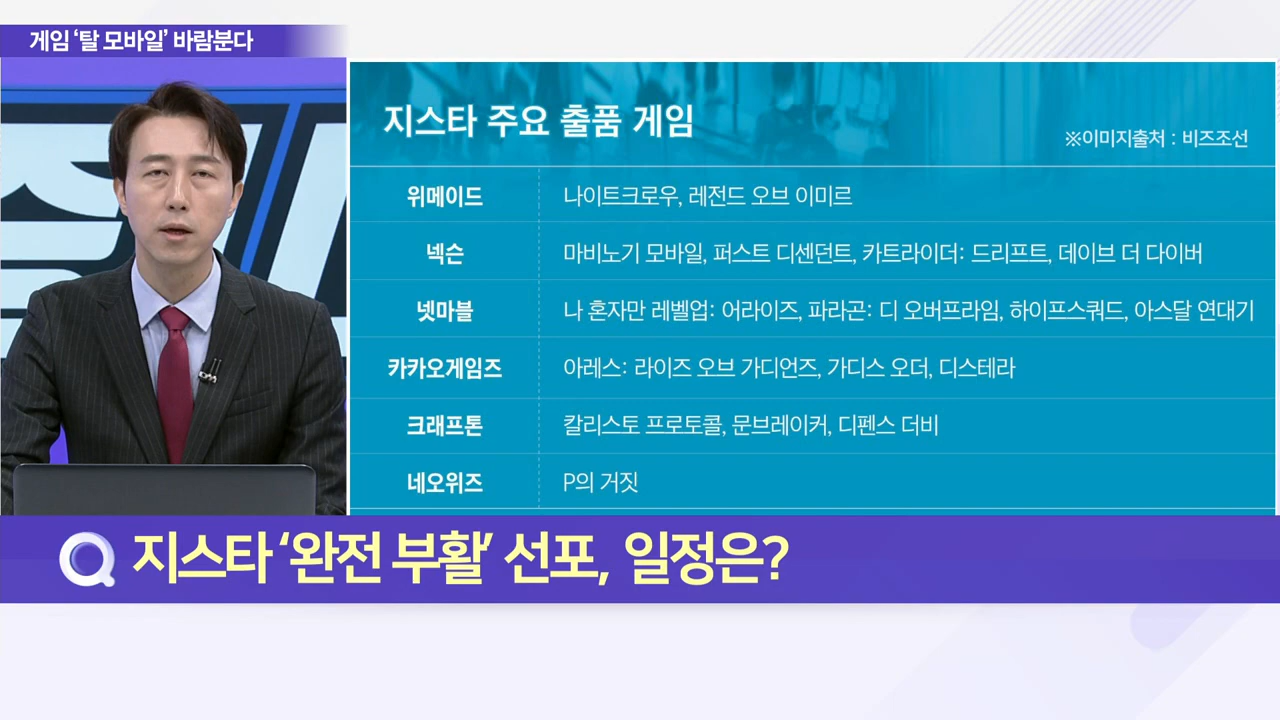 게임 ‘탈 모바일’ 바람분다
지스타 주요 출품 게임
※이미지출처 : 비즈조선
위메이드 나이트크로우, 레전드 오브 이미르
넥슨 마비노기 모바일, 퍼스트 디센던트, 카트라이더: 드리프트, 데이브 더 다이버
넷마블 나 혼자만 레벨업: 어라이즈, 파라곤: 디 오버프라임, 하이프스쿼드, 아스달 연대기
카카오게임즈 아레스: 라이즈 오브 가디언즈, 가디스 오더, 디스테라
크래프톤 칼리스토 프로토콜, 문브레이커, 디펜스 더비
네오위즈 P의 거짓
Q 지스타 ‘완전 부활’ 선포, 일정은?